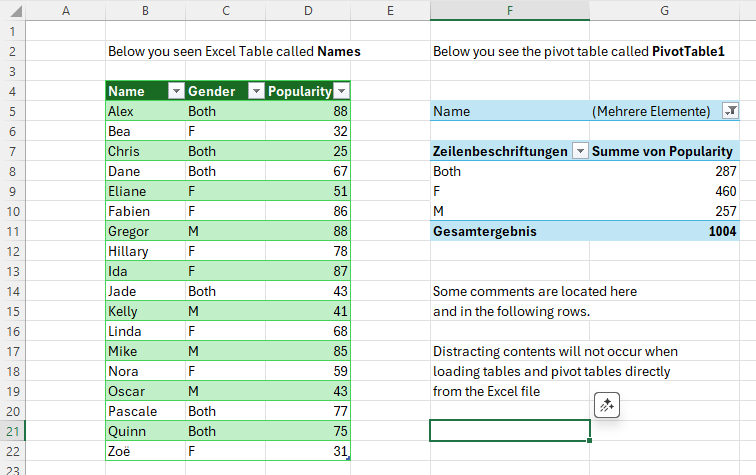 A B C D E F G
1
2 Below you seen Excel Table called Names Below you see the pivot table called PivotTable1
3
4 Name Gender Popularity
5 Alex Both 88 Name (Mehrere Elemente)
6 Bea F 32
7 Chris Both 25 Zeilenbeschriftungen Summe von Popularity
8 Dane Both 67 Both 287
9 Eliane F 51 F 460
10 Fabien F 86 M 257
11 Gregor M 88 Gesamtergebnis 1004
12 Hillary F 78
13 Ida F 87
14 Jade Both 43 Some comments are located here
15 Kelly M 41 and in the following rows.
16 Linda F 68
17 Mike M 85 Distracting contents will not occur when
18 Nora F 59 loading tables and pivot tables directly
19 Oscar M 43 from the Excel file
20 Pascale Both 77
21 Quinn Both 75
22 Zoë F 31
23